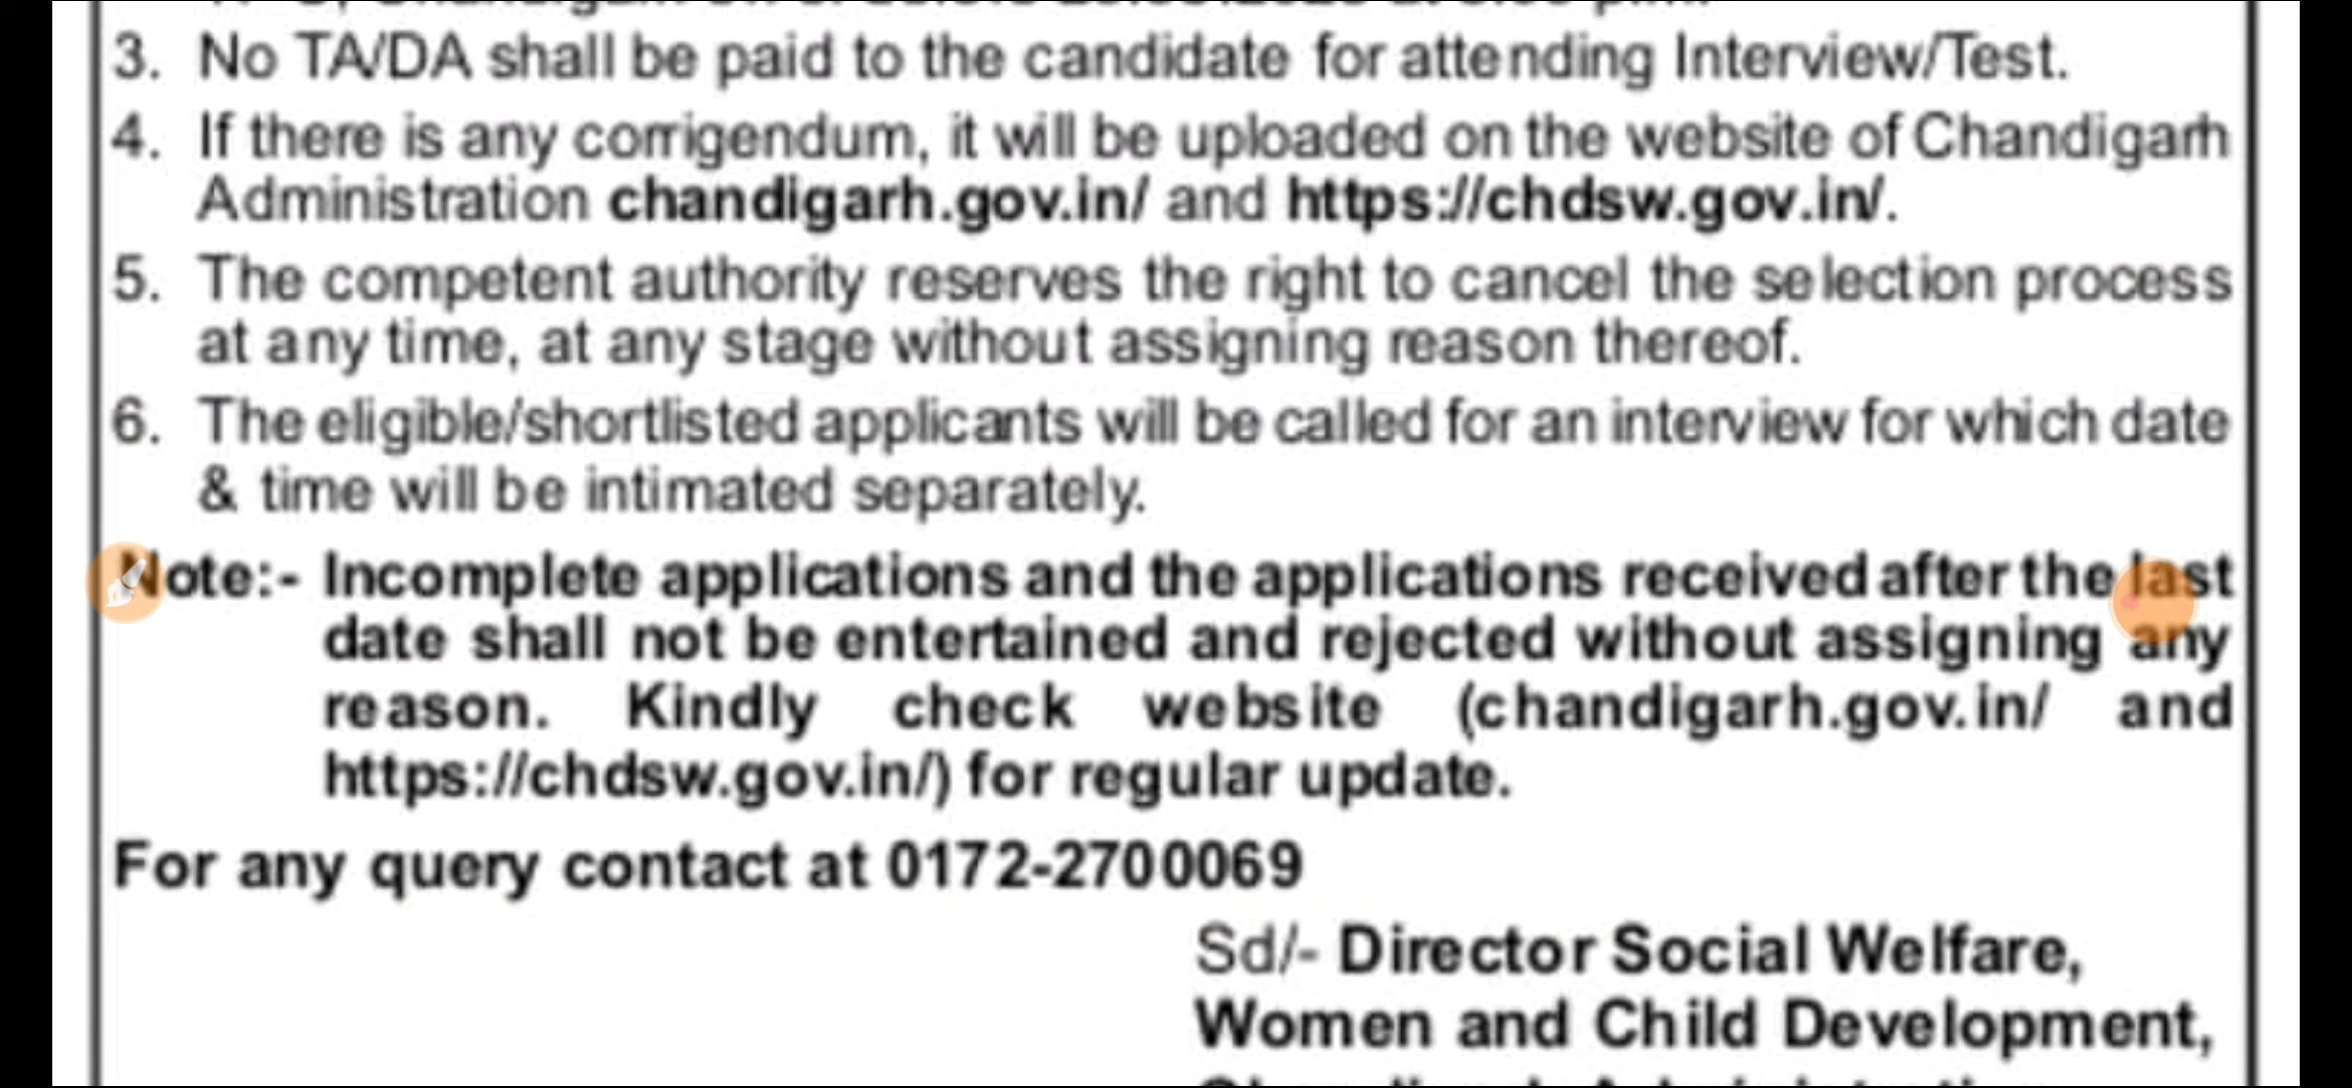 3. No TA/DA shall be paid to the candidate for attending Interview/Test.
4. If there is any corrigendum, it will be uploaded on the website of Chandigarh
Administration chandigarh.gov.in/ and https://chdsw.gov.in/.
5. The competent authority reserves the right to cancel the selection process
at any time, at any stage without assigning reason thereof.
6. The eligible/shortlisted applicants will be called for an interview for which date
& time will be intimated separately.
Note:- Incomplete applications and the applications received after the last
date shall not be entertained and rejected without assigning any
reason. Kindly check website (chandigarh.gov.in/ and
https://chdsw.gov.in/) for regular update.
For any query contact at 0172-2700069
Sd/- Director Social Welfare,
Women and Child Development,